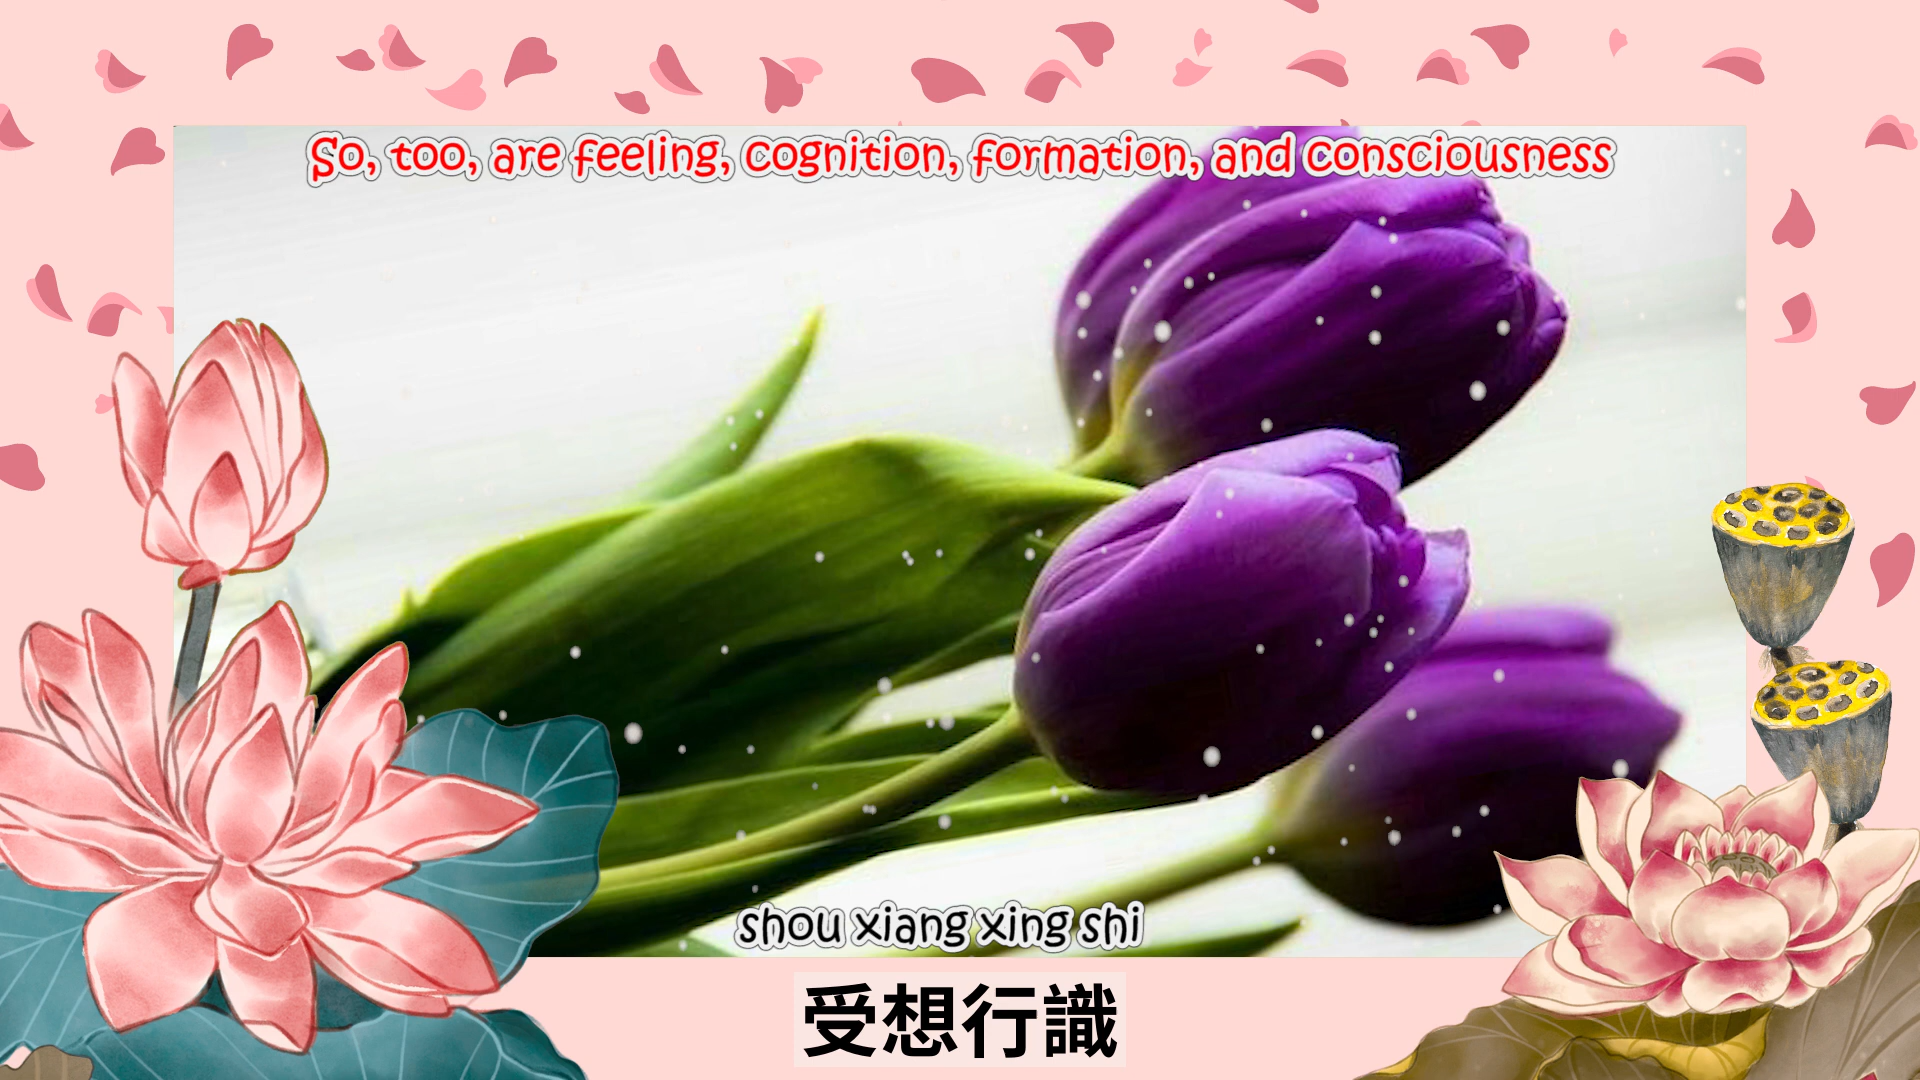 So, too, are feeling, cognition, formation, and consciousness
shou xiang xing shi
受想行識